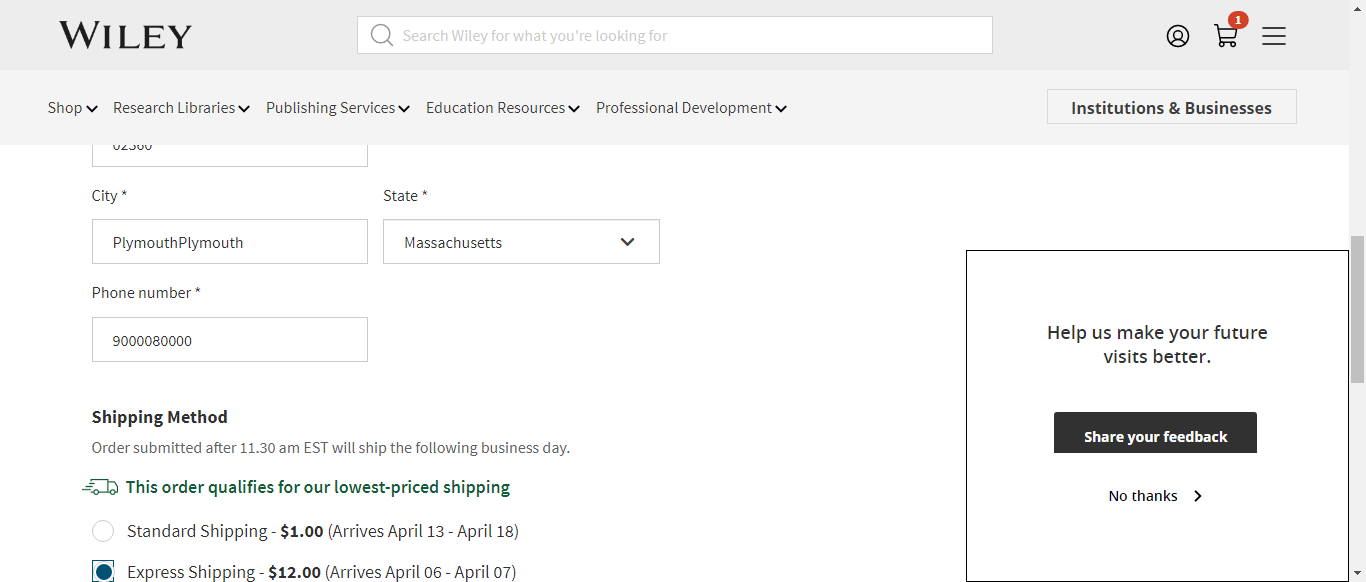 WILEY
Search Wiley for what you're looking for
1
Shop
Research Libraries
Publishing Services
Education Resources
Professional Development
Institutions & Businesses
02360
City *
State *
PlymouthPlymouth
Massachusetts
Phone number *
9000080000
Shipping Method
Order submitted after 11.30 am EST will ship the following business day.
This order qualifies for our lowest-priced shipping
Standard Shipping - $1.00 (Arrives April 13 - April 18)
Express Shipping - $12.00 (Arrives April 06 - April 07)
Help us make your future
visits better.
Share your feedback
No thanks